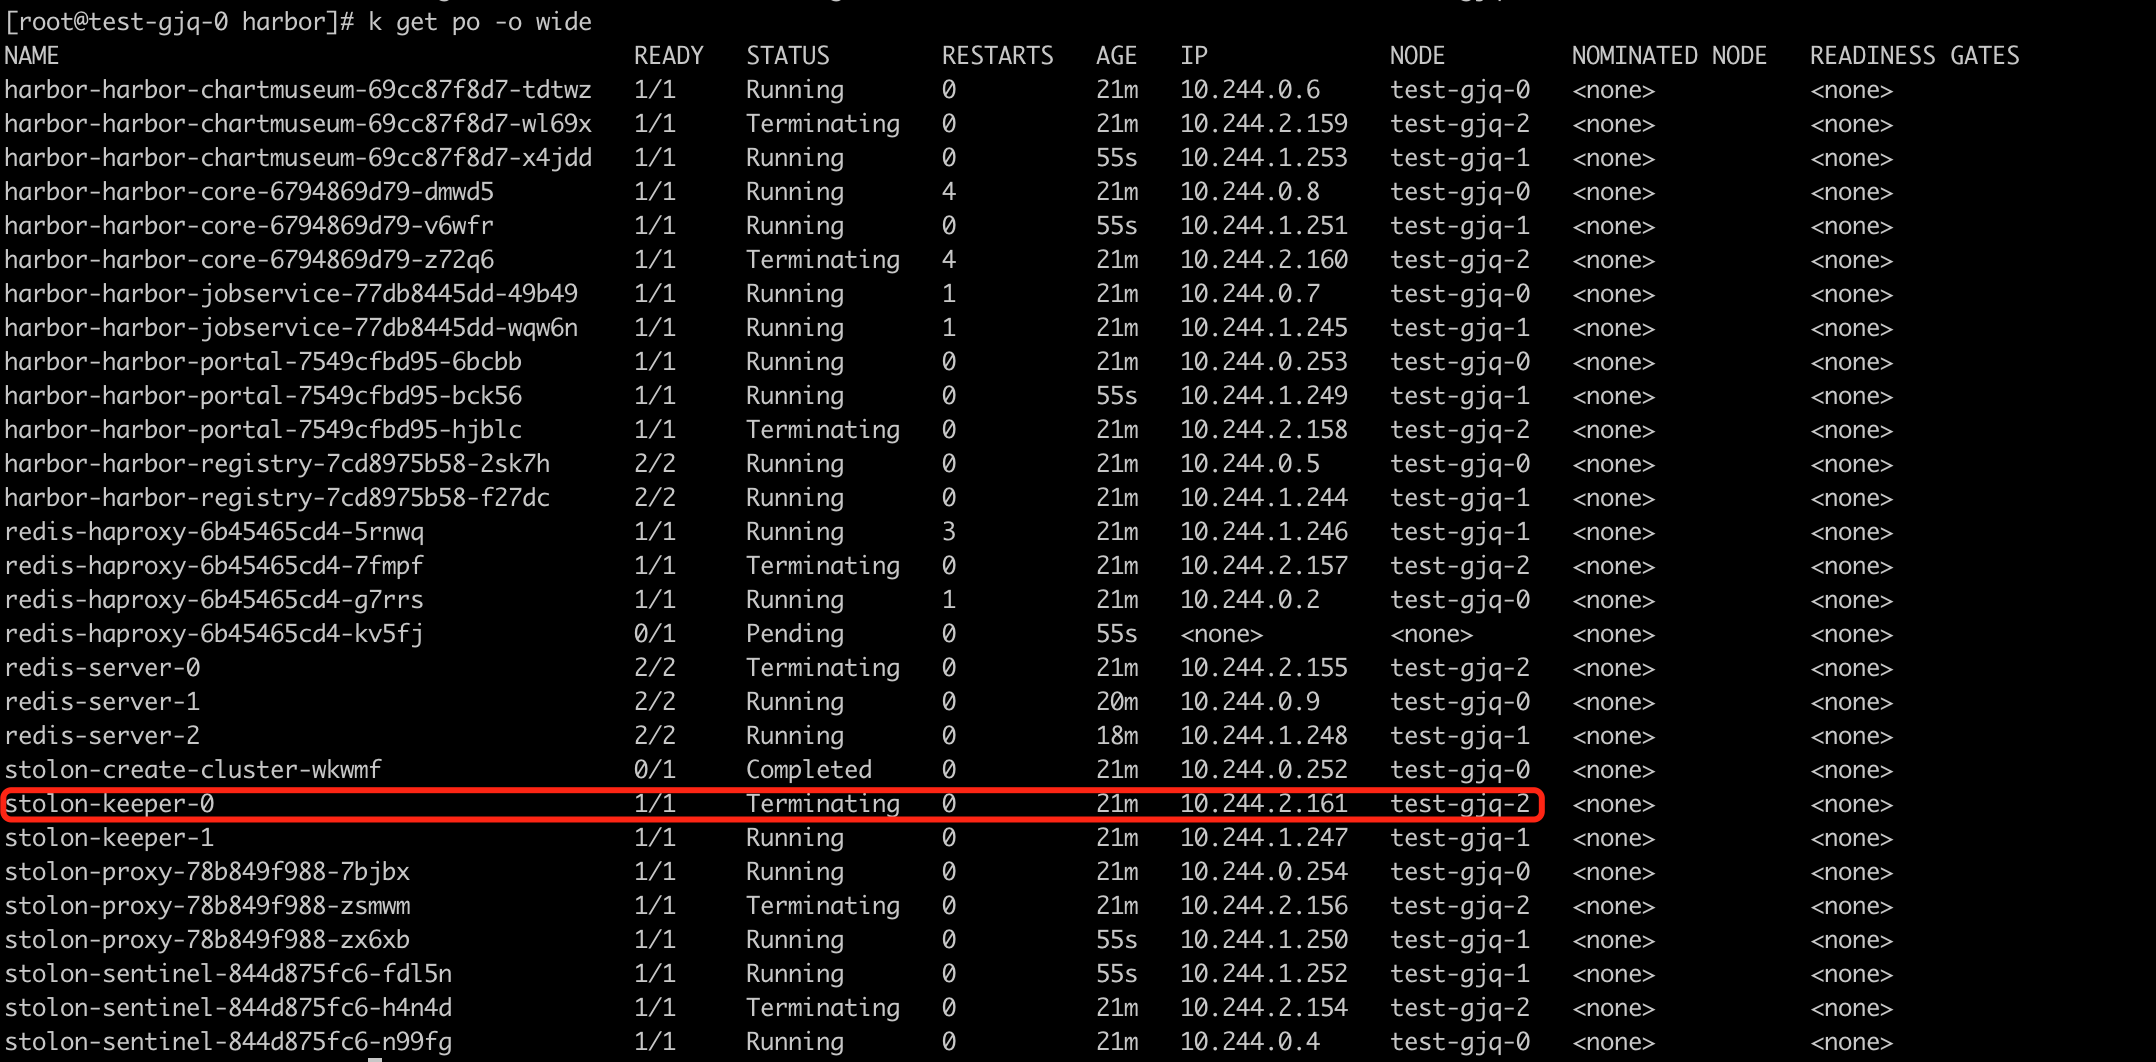 [root@test-gjq-0 harbor]# k get po -o wide
NAME READY STATUS RESTARTS AGE IP NODE NOMINATED NODE READINESS GATES
harbor-harbor-chartmuseum-69cc87f8d7-tdtwz 1/1 Running 0 21m 10.244.0.6 test-gjq-0 <none> <none>
harbor-harbor-chartmuseum-69cc87f8d7-wl69x 1/1 Terminating 0 21m 10.244.2.159 test-gjq-2 <none> <none>
harbor-harbor-chartmuseum-69cc87f8d7-x4jdd 1/1 Running 0 55s 10.244.1.253 test-gjq-1 <none> <none>
harbor-harbor-core-6794869d79-dmwd5 1/1 Running 4 21m 10.244.0.8 test-gjq-0 <none> <none>
harbor-harbor-core-6794869d79-v6wfr 1/1 Running 0 55s 10.244.1.251 test-gjq-1 <none> <none>
harbor-harbor-core-6794869d79-z72q6 1/1 Terminating 4 21m 10.244.2.160 test-gjq-2 <none> <none>
harbor-harbor-jobservice-77db8445dd-49b49 1/1 Running 1 21m 10.244.0.7 test-gjq-0 <none> <none>
harbor-harbor-jobservice-77db8445dd-wqw6n 1/1 Running 1 21m 10.244.1.245 test-gjq-1 <none> <none>
harbor-harbor-portal-7549cfbd95-6bcbb 1/1 Running 0 21m 10.244.0.253 test-gjq-0 <none> <none>
harbor-harbor-portal-7549cfbd95-bck56 1/1 Running 0 55s 10.244.1.249 test-gjq-1 <none> <none>
harbor-harbor-portal-7549cfbd95-hjblc 1/1 Terminating 0 21m 10.244.2.158 test-gjq-2 <none> <none>
harbor-harbor-registry-7cd8975b58-2sk7h 2/2 Running 0 21m 10.244.0.5 test-gjq-0 <none> <none>
harbor-harbor-registry-7cd8975b58-f27dc 2/2 Running 0 21m 10.244.1.244 test-gjq-1 <none> <none>
redis-haproxy-6b45465cd4-5rnwq 1/1 Running 3 21m 10.244.1.246 test-gjq-1 <none> <none>
redis-haproxy-6b45465cd4-7fmpf 1/1 Terminating 0 21m 10.244.2.157 test-gjq-2 <none> <none>
redis-haproxy-6b45465cd4-g7rrs 1/1 Running 1 21m 10.244.0.2 test-gjq-0 <none> <none>
redis-haproxy-6b45465cd4-kv5fj 0/1 Pending 0 55s <none> <none> <none> <none>
redis-server-0 2/2 Terminating 0 21m 10.244.2.155 test-gjq-2 <none> <none>
redis-server-1 2/2 Running 0 20m 10.244.0.9 test-gjq-0 <none> <none>
redis-server-2 2/2 Running 0 18m 10.244.1.248 test-gjq-1 <none> <none>
stolon-create-cluster-wkwmf 0/1 Completed 0 21m 10.244.0.252 test-gjq-0 <none> <none>
stolon-keeper-0 1/1 Terminating 0 21m 10.244.2.161 test-gjq-2 <none> <none>
stolon-keeper-1 1/1 Running 0 21m 10.244.1.247 test-gjq-1 <none> <none>
stolon-proxy-78b849f988-7bjbx 1/1 Running 0 21m 10.244.0.254 test-gjq-0 <none> <none>
stolon-proxy-78b849f988-zsmwm 1/1 Terminating 0 21m 10.244.2.156 test-gjq-2 <none> <none>
stolon-proxy-78b849f988-zx6xb 1/1 Running 0 55s 10.244.1.250 test-gjq-1 <none> <none>
stolon-sentinel-844d875fc6-fdl5n 1/1 Running 0 55s 10.244.1.252 test-gjq-1 <none> <none>
stolon-sentinel-844d875fc6-h4n4d 1/1 Terminating 0 21m 10.244.2.154 test-gjq-2 <none> <none>
stolon-sentinel-844d875fc6-n99fg 1/1 Running 0 21m 10.244.0.4 test-gjq-0 <none> <none>